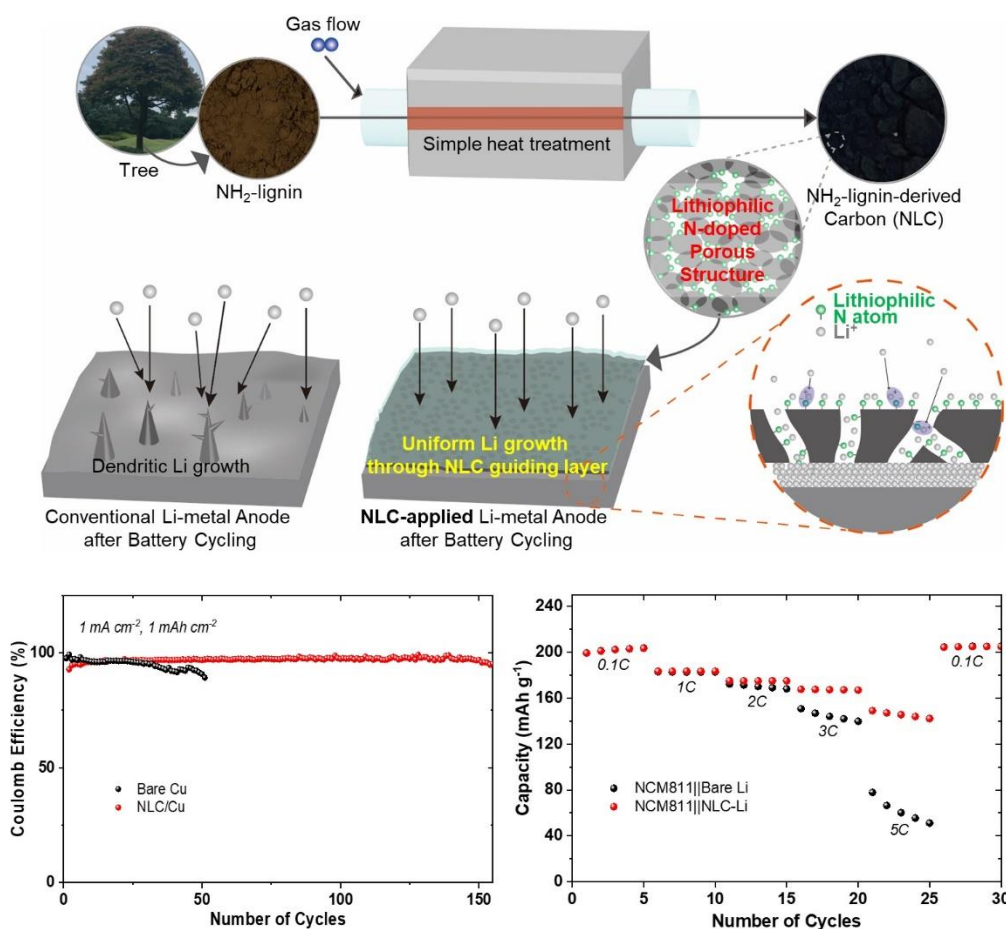 Gas flow
Simple heat treatment
Tree
NH₂-lignin
NH₂-lignin-derived
Carbon (NLC)
Lithiophilic
N-doped
Porous
Structure
Lithiophilic
N atom
Li⁺
Dendritic Li growth
Uniform Li growth
through NLC guiding layer
Conventional Li-metal Anode
after Battery Cycling
NLC-applied Li-metal Anode
after Battery Cycling
1 mA cm⁻², 1 mAh cm⁻²
Coulomb Efficiency (%)
100
50
0
Bare Cu
NLC/Cu
0 50 100 150
Number of Cycles
Capacity (mAh g⁻¹)
240
200
160
120
80
40
0
0.1C
1C
2C
3C
5C
0.1C
NCM811||Bare Li
NCM811||NLC-Li
0 5 10 15 20 25 30
Number of Cycles